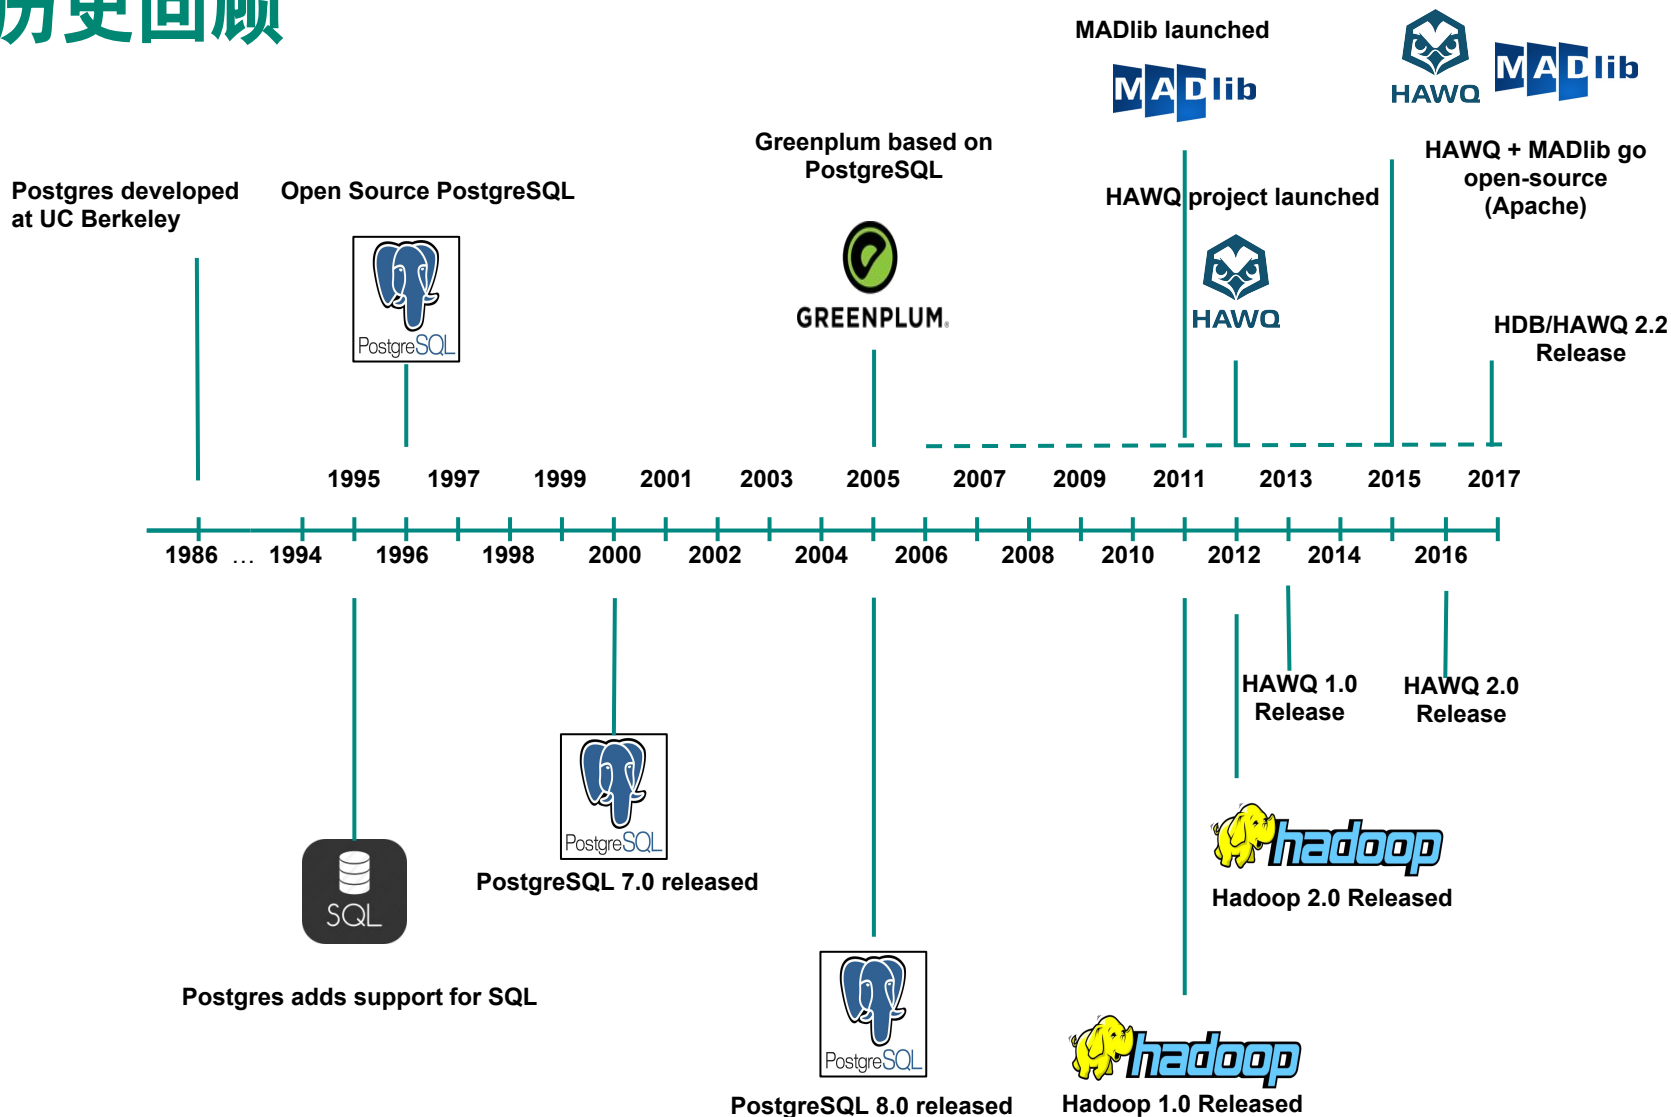 历史回顾
MADlib launched
MADlib
HAWQ
MADlib
Greenplum based on
PostgreSQL
HAWQ + MADlib go
open-source
(Apache)
Postgres developed
at UC Berkeley
Open Source PostgreSQL
HAWQ project launched
PostgreSQL
GREENPLUM.
HAWQ
HDB/HAWQ 2.2
Release
1995 1997 1999 2001 2003 2005 2007 2009 2011 2013 2015 2017
1986 ... 1994 1996 1998 2000 2002 2004 2006 2008 2010 2012 2014 2016
HAWQ 1.0
Release
HAWQ 2.0
Release
PostgreSQL
PostgreSQL 7.0 released
hadoop
Hadoop 2.0 Released
SQL
Postgres adds support for SQL
PostgreSQL
PostgreSQL 8.0 released
hadoop
Hadoop 1.0 Released